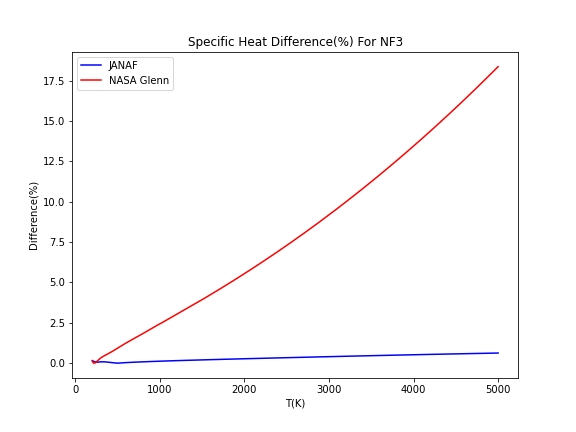 Specific Heat Difference(%) For NF3
JANAF
NASA Glenn
Difference(%)
17.5
15.0
12.5
10.0
7.5
5.0
2.5
0.0
0
1000
2000
3000
4000
5000
T(K)